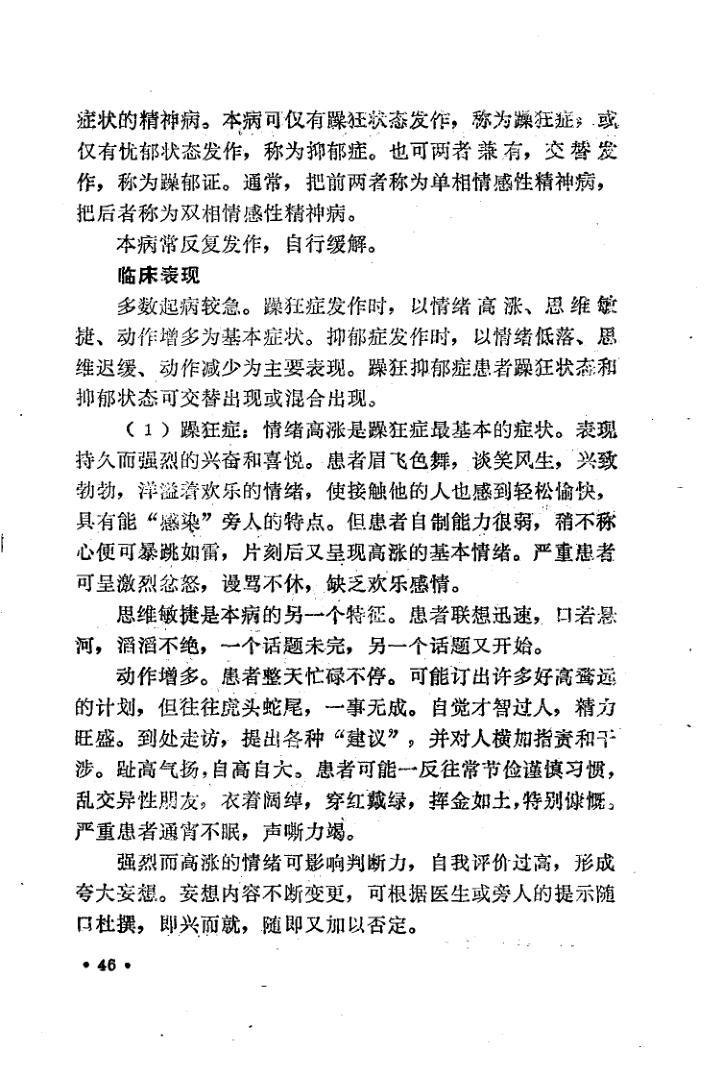 症状的精神病。本病可仅有躁狂状态发作，称为躁狂症；或
仅有忧郁状态发作，称为抑郁症。也可两者兼有，交替发
作，称为躁郁证。通常，把前两者称为单相情感性精神病，
把后者称为双相情感性精神病。
本病常反复发作，自行缓解。
临床表现
多数起病较急。躁狂症发作时，以情绪高涨、思维敏
捷、动作增多为基本症状。抑郁症发作时，以情绪低落、思
维迟缓、动作减少为主要表现。躁狂抑郁症患者躁狂状态和
抑郁状态可交替出现或混合出现。
（1）躁狂症：情绪高涨是躁狂症最基本的症状。表现
持久而强烈的兴奋和喜悦。患者眉飞色舞，谈笑风生，兴致
勃勃，洋溢着欢乐的情绪，使接触他的人也感到轻松愉快，
具有能“感染”旁人的特点。但患者自制能力很弱，稍不称
心便可暴跳如雷，片刻后又呈现高涨的基本情绪。严重患者
可呈激烈忿怒，谩骂不休，缺乏欢乐感情。
思维敏捷是本病的另一个特征。患者联想迅速，口若悬
河，滔滔不绝，一个话题未完，另一个话题又开始。
动作增多。患者整天忙碌不停。可能订出许多好高骛远
的计划，但往往虎头蛇尾，一事无成。自觉才智过人，精力
旺盛。到处走访，提出各种“建议”，并对人横加指责和干
涉。趾高气扬，自高自大。患者可能一反往常节俭谨慎习惯，
乱交异性朋友。衣着阔绰，穿红戴绿，挥金如土，特别慷慨。
严重患者通宵不眠，声嘶力竭。
强烈而高涨的情绪可影响判断力，自我评价过高，形成
夸大妄想。妄想内容不断变更，可根据医生或旁人的提示随
口杜撰，即兴而就，随即又加以否定。
• 46 •